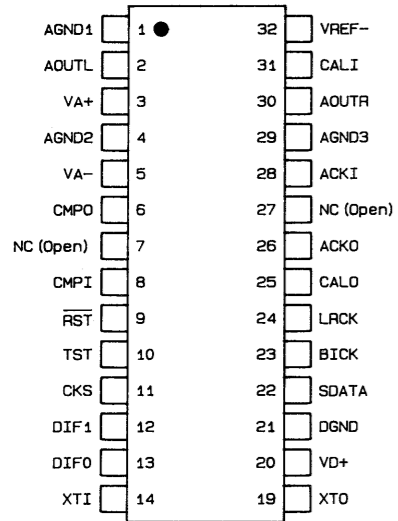 AGND1 1 32 VREF-
AOUTL 2 31 CALI
VA+ 3 30 AOUTR
AGND2 4 29 AGND3
VA- 5 28 ACKI
CMPO 6 27 NC (Open)
NC (Open) 7 26 ACKO
CMPI 8 25 CALO
RST 9 24 LRCK
TST 10 23 BICK
CKS 11 22 SDATA
DIF1 12 21 DGND
DIF0 13 20 VD+
XTI 14 19 XTO